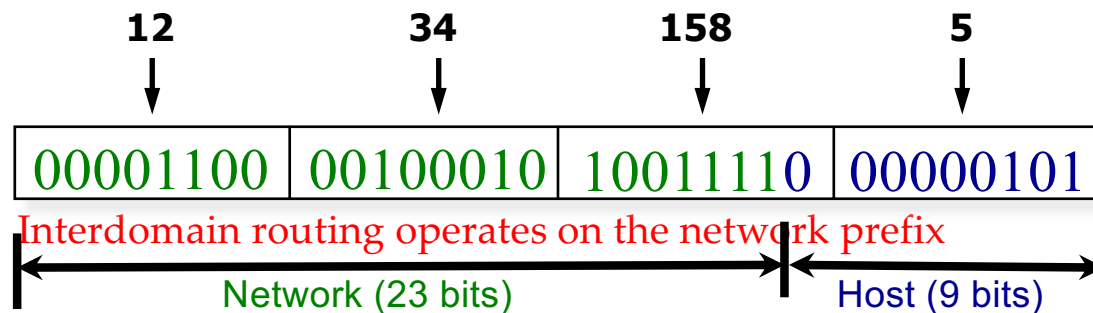 12 34 158 5
00001100 00100010 10011110 00000101
Interdomain routing operates on the network prefix
Network (23 bits) Host (9 bits)